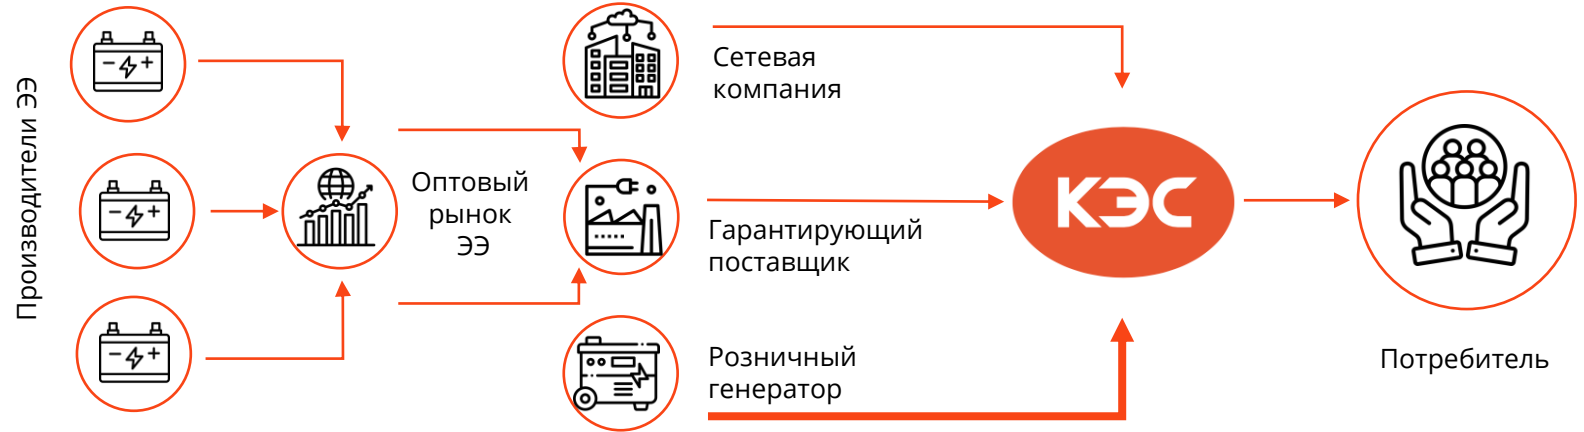 Производители ЭЭ
Оптовый
рынок
ЭЭ
Сетевая
компания
Гарантирующий
поставщик
Розничный
генератор
КЭС
Потребитель